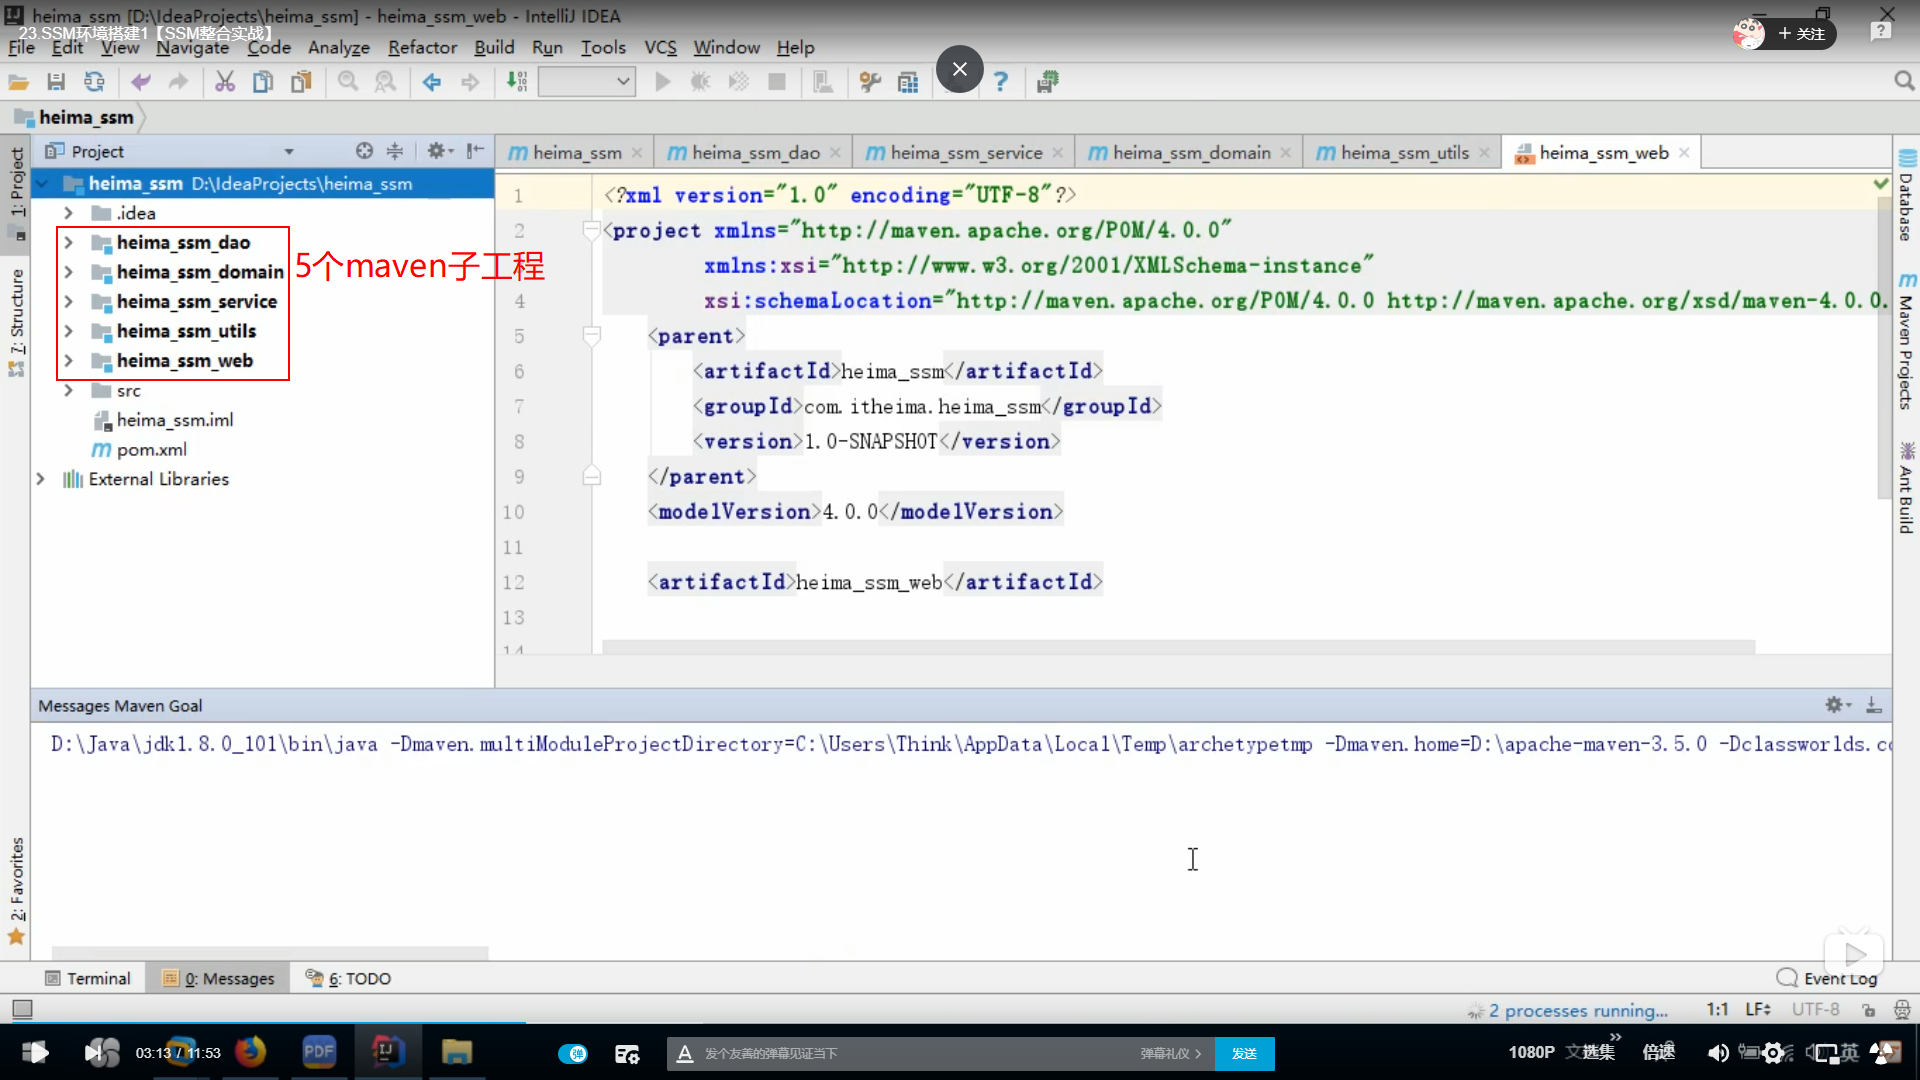 heima_ssm [D:\IdeaProjects\heima_ssm] - heima_ssm_web - IntelliJ IDEA
23.SSM环境搭建1【SSM整合实战】
+ 关注
File Edit View Navigate Code Analyze Refactor Build Run Tools VCS Window Help
heima_ssm
Project
heima_ssm heima_ssm_dao heima_ssm_service heima_ssm_domain heima_ssm_utils heima_ssm_web
1: Project
7: Structure
2: Favorites
heima_ssm D:\IdeaProjects\heima_ssm
.idea
heima_ssm_dao
heima_ssm_domain
heima_ssm_service
heima_ssm_utils
heima_ssm_web
5个maven子工程
src
heima_ssm.iml
pom.xml
External Libraries
1 <?xml version="1.0" encoding="UTF-8"?>
2 <project xmlns="http://maven.apache.org/POM/4.0.0"
xmlns:xsi="http://www.w3.org/2001/XMLSchema-instance"
4 xsi:schemaLocation="http://maven.apache.org/POM/4.0.0 http://maven.apache.org/xsd/maven-4.0.0.
5 <parent>
6 <artifactId>heima_ssm</artifactId>
7 <groupId>com.itheima.heima_ssm</groupId>
8 <version>1.0-SNAPSHOT</version>
9 </parent>
10 <modelVersion>4.0.0</modelVersion>
11
12 <artifactId>heima_ssm_web</artifactId>
13
14
Database
Maven Projects
Ant Build
Messages Maven Goal
D:\Java\jdk1.8.0_101\bin\java -Dmaven.multiModuleProjectDirectory=C:\Users\Think\AppData\Local\Temp\archetypetmp -Dmaven.home=D:\apache-maven-3.5.0 -Dclassworlds.co
Terminal 0: Messages 6: TODO
Event Log
2 processes running... 1:1 LF UTF-8
03:13 / 11:53
PDF
弹
发个友善的弹幕见证当下
弹幕礼仪 >
发送
1080P
选集
倍速
英